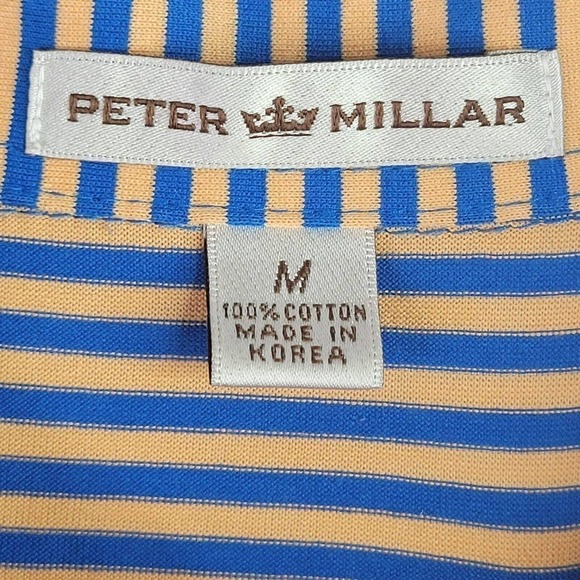 PETER MILLAR
M
100% COTTON
MADE IN
KOREA